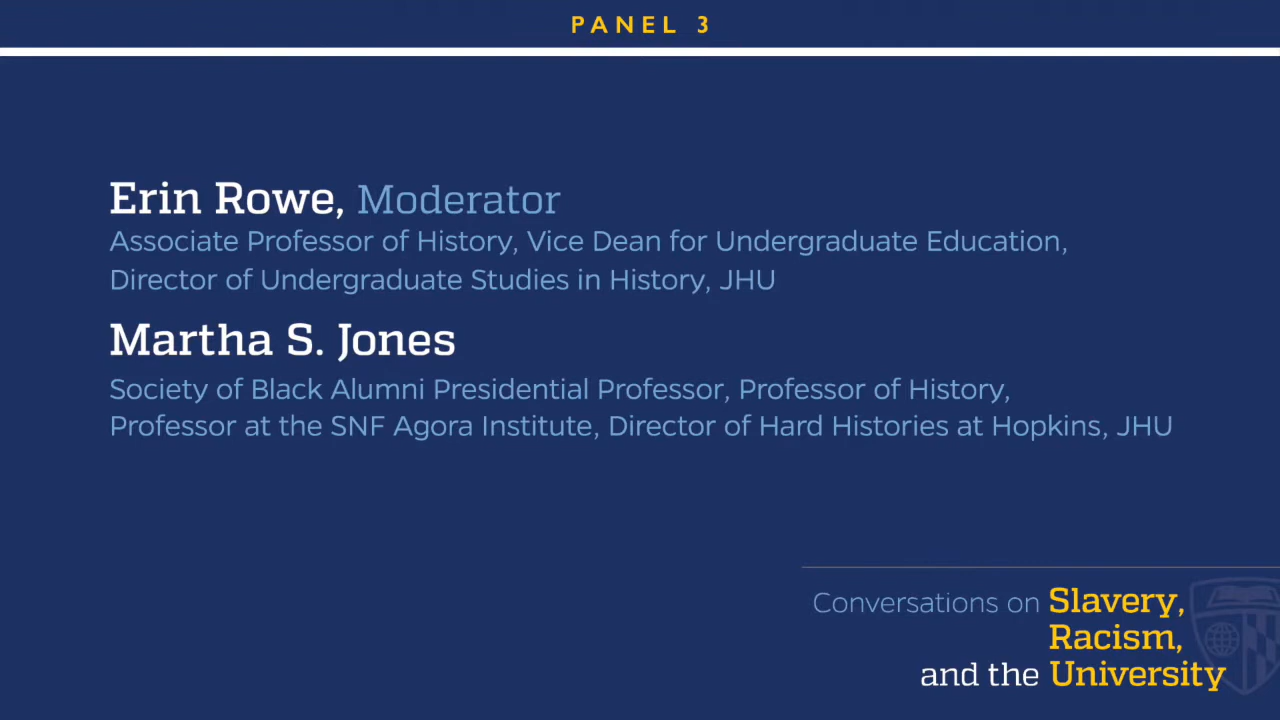 PANEL 3
Erin Rowe, Moderator
Associate Professor of History, Vice Dean for Undergraduate Education,
Director of Undergraduate Studies in History, JHU
Martha S. Jones
Society of Black Alumni Presidential Professor, Professor of History,
Professor at the SNF Agora Institute, Director of Hard Histories at Hopkins, JHU
Conversations on Slavery,
Racism,
and the University